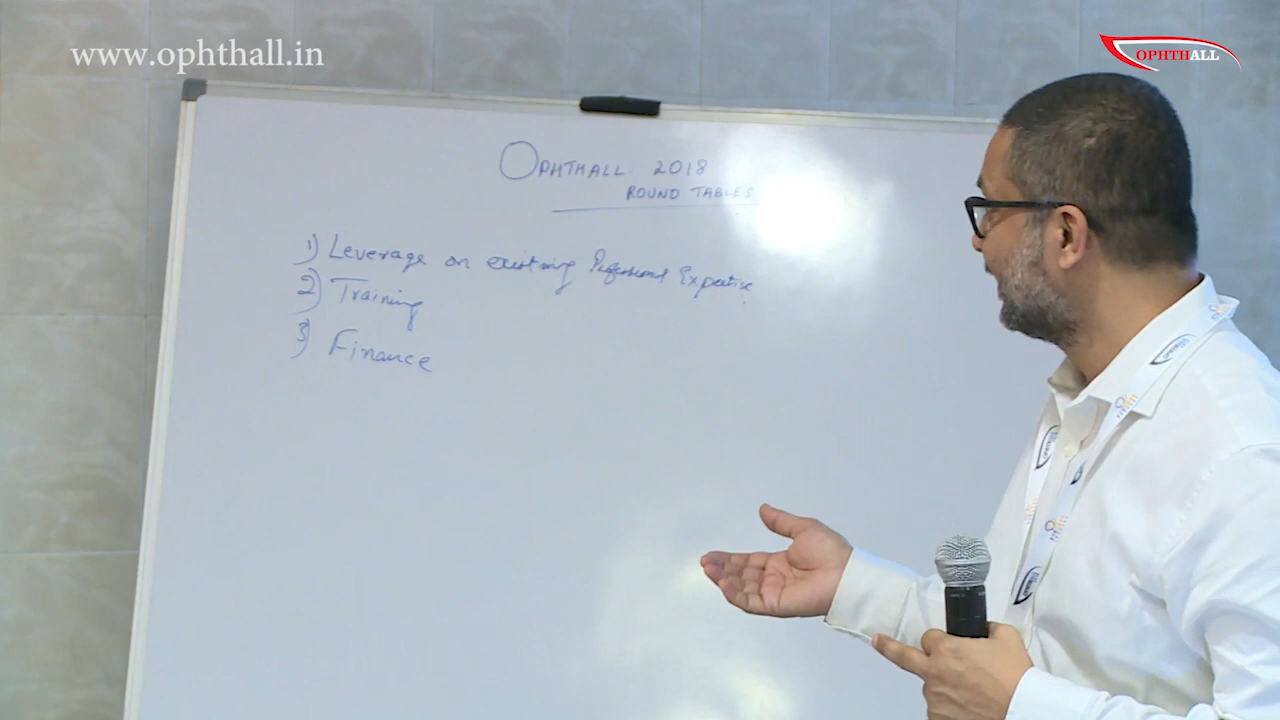 www.ophthall.in
OPHTHALL
OPHTHALL 2018
ROUND TABLES
1) Leverage on existing Professional Expertise
2) Training
3) Finance